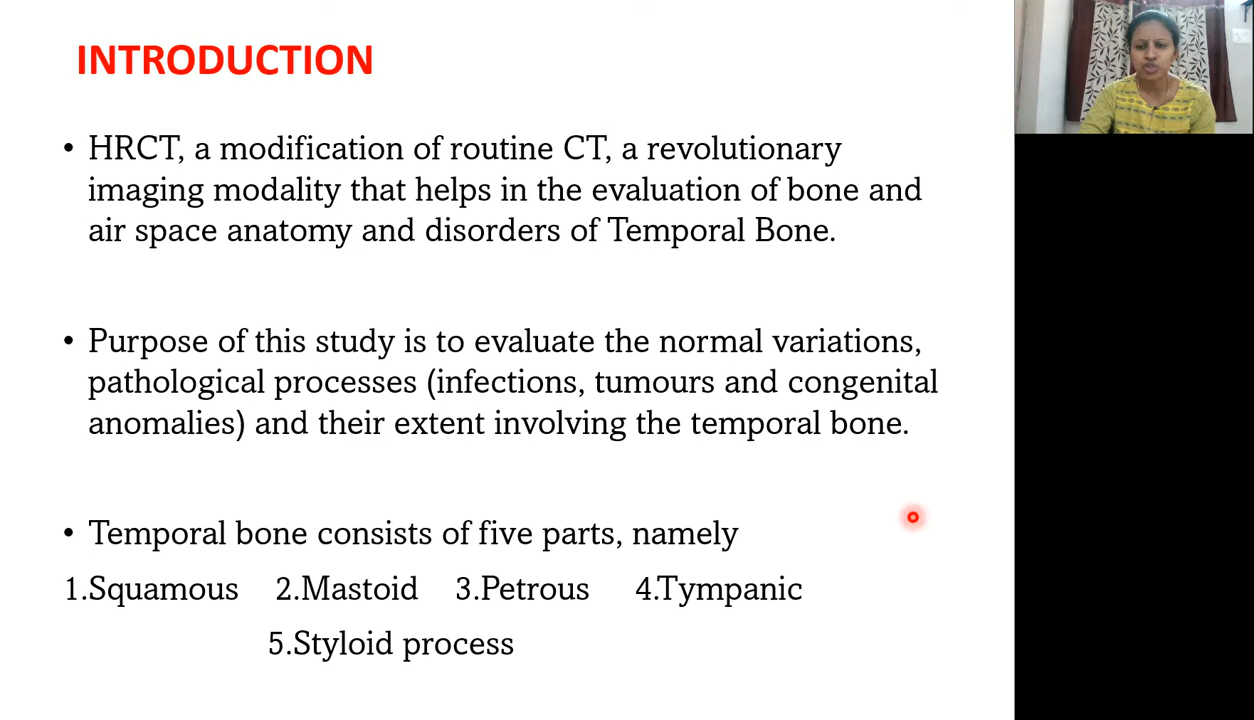 INTRODUCTION
• HRCT, a modification of routine CT, a revolutionary
imaging modality that helps in the evaluation of bone and
air space anatomy and disorders of Temporal Bone.
• Purpose of this study is to evaluate the normal variations,
pathological processes (infections, tumours and congenital
anomalies) and their extent involving the temporal bone.
• Temporal bone consists of five parts, namely
1.Squamous 2.Mastoid 3.Petrous 4.Tympanic
5.Styloid process